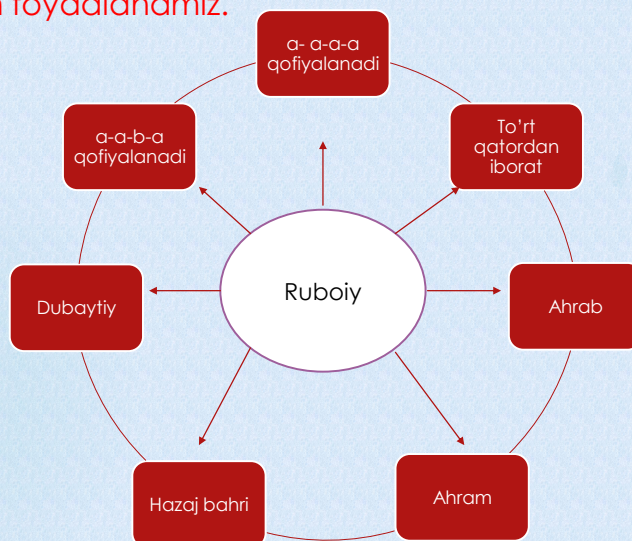 foydalanamiz.
a- a-a-a
qofiyalanadi
To’rt
qatordan
iborat
a-a-b-a
qofiyalanadi
Ruboiy
Dubaytiy
Ahrab
Hazaj bahri
Ahram